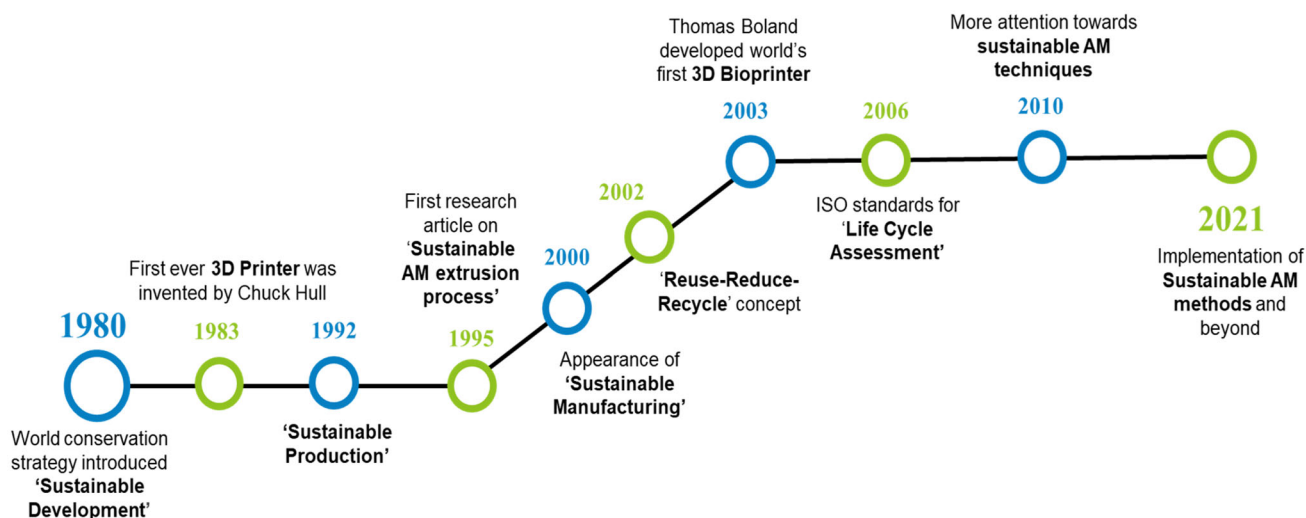 1980
World conservation
strategy introduced
‘Sustainable
Development’
First ever 3D Printer was
invented by Chuck Hull
1983
1992
‘Sustainable
Production’
First research
article on
‘Sustainable
AM extrusion
process’
1995
2000
Appearance of
‘Sustainable
Manufacturing’
2002
‘Reuse-Reduce-
Recycle’ concept
Thomas Boland
developed world’s
first 3D Bioprinter
2003
2006
ISO standards for
‘Life Cycle
Assessment’
More attention towards
sustainable AM
techniques
2010
2021
Implementation of
Sustainable AM
methods and
beyond